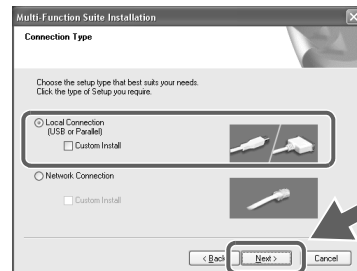 Multi-Function Suite Installation
Connection Type
Choose the setup type that best suits your needs.
Click the type of Setup you require.
Local Connection
(USB or Parallel)
Custom Install
Network Connection
Custom Install
< Back
Next >
Cancel